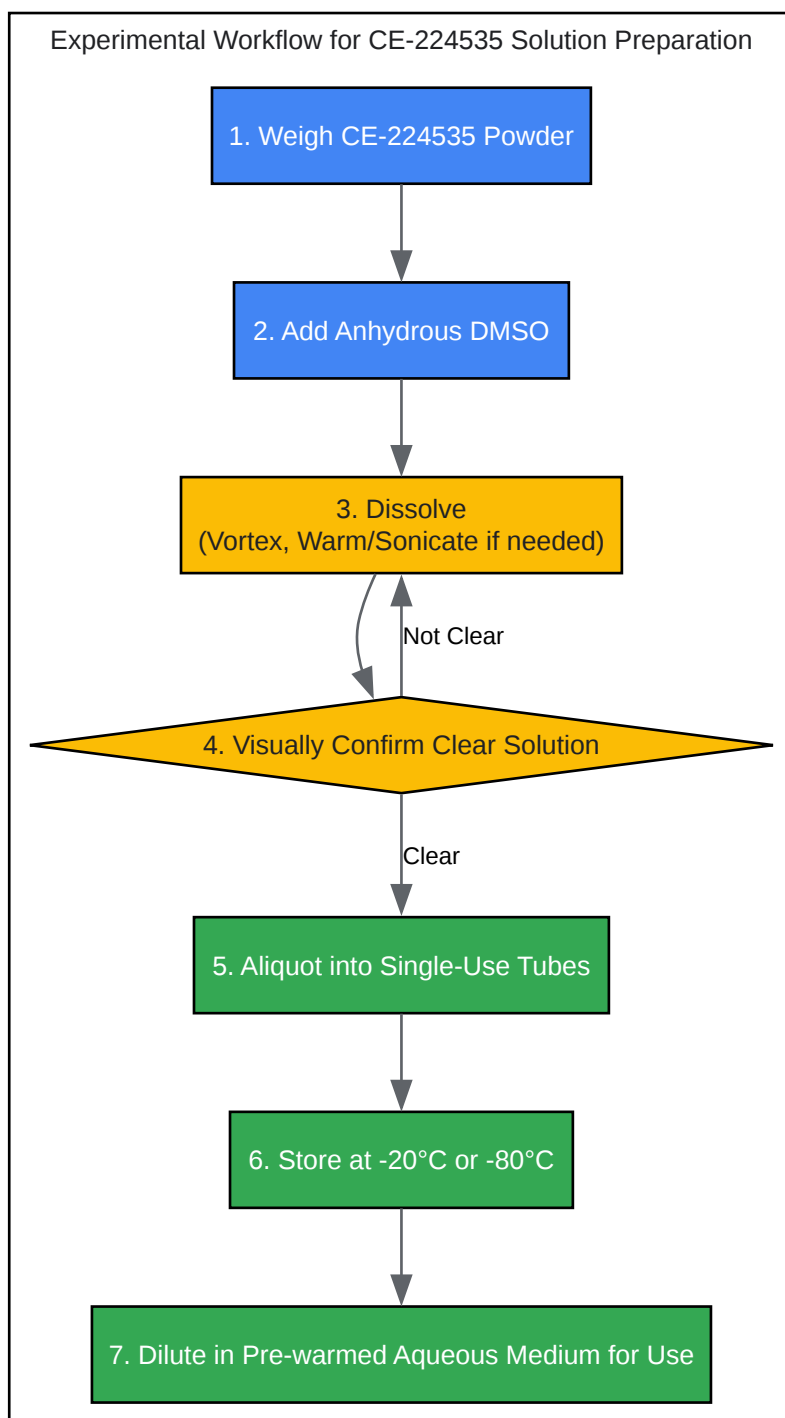 Experimental Workflow for CE-224535 Solution Preparation
1. Weigh CE-224535 Powder
2. Add Anhydrous DMSO
3. Dissolve
(Vortex, Warm/Sonicate if needed)
Not Clear
4. Visually Confirm Clear Solution
Clear
5. Aliquot into Single-Use Tubes
6. Store at -20°C or -80°C
7. Dilute in Pre-warmed Aqueous Medium for Use